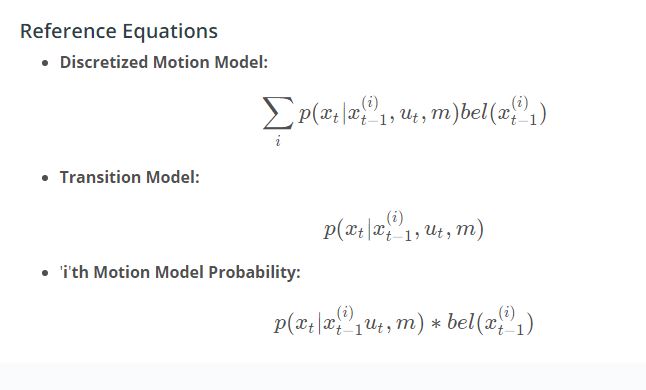 Reference Equations
• Discretized Motion Model:
∑_i p(x_t|x_{t−1}^{(i)}, u_t, m)bel(x_{t−1}^{(i)})
• Transition Model:
p(x_t|x_{t−1}^{(i)}, u_t, m)
• 'i'th Motion Model Probability:
p(x_t|x_{t−1}^{(i)}u_t, m) ∗ bel(x_{t−1}^{(i)})